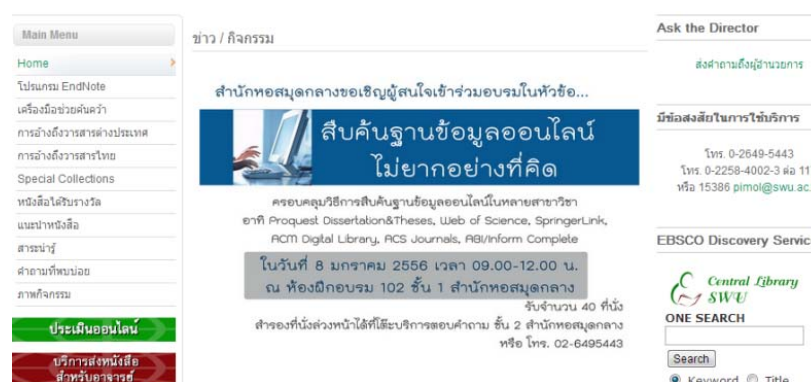 Main Menu
Home
โปรแกรม EndNote
เครื่องมือช่วยค้นคว้า
การอ้างถึงวารสารต่างประเทศ
การอ้างถึงวารสารไทย
Special Collections
หนังสือได้รับรางวัล
แนะนำหนังสือ
สาระน่ารู้
คำถามที่พบบ่อย
ภาพกิจกรรม
ประเมินออนไลน์
บริการส่งหนังสือ
สำหรับอาจารย์
ข่าว / กิจกรรม
สำนักหอสมุดกลางขอเชิญผู้สนใจเข้าร่วมอบรมในหัวข้อ...
สืบค้นฐานข้อมูลออนไลน์
ไม่ยากอย่างที่คิด
ครอบคลุมวิธีการสืบค้นฐานข้อมูลออนไลน์ในหลายสาขาวิชา
อาทิ Proquest Dissertation&Theses, Web of Science, SpringerLink,
ACM Digital Library, ACS Journals, ABI/Inform Complete
ในวันที่ 8 มกราคม 2556 เวลา 09.00-12.00 น.
ณ ห้องฝึกอบรม 102 ชั้น 1 สำนักหอสมุดกลาง
รับจำนวน 40 ที่นั่ง
สำรองที่นั่งล่วงหน้าได้ที่โต๊ะบริการตอบคำถาม ชั้น 2 สำนักหอสมุดกลาง
หรือ โทร. 02-6495443
Ask the Director
ส่งคำถามถึงผู้อำนวยการ
มีข้อสงสัยในการใช้บริการ
โทร. 0-2649-5443
โทร. 0-2258-4002-3 ต่อ 11
หรือ 15386 pimol@swu.ac.
EBSCO Discovery Servic
Central Library
SWU
ONE SEARCH
Search
Keyword Title